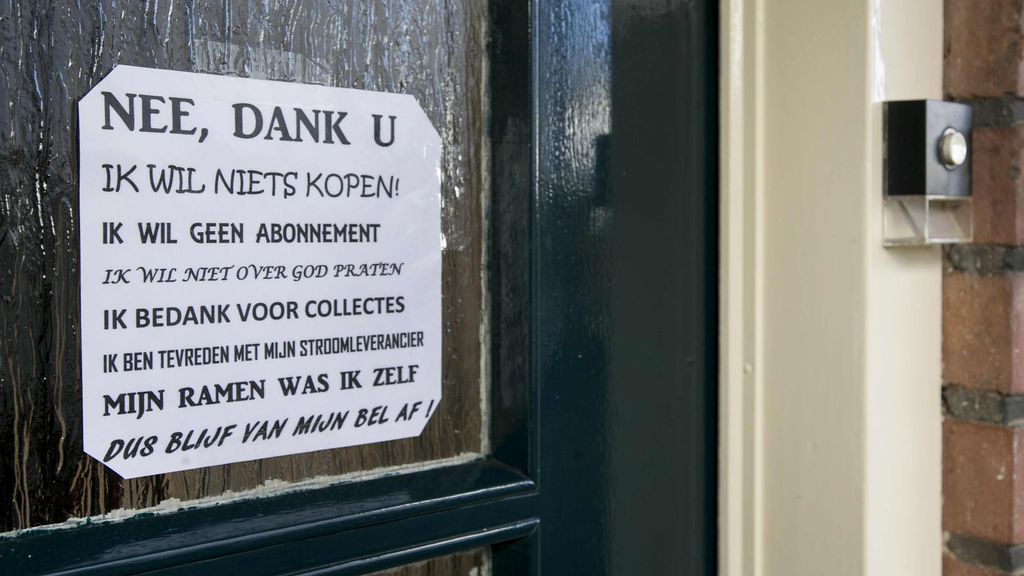 NEE, DANK U
IK WIL NIETS KOPEN!
IK WIL GEEN ABONNEMENT
IK WIL NIET OVER GOD PRATEN
IK BEDANK VOOR COLLECTES
IK BEN TEVREDEN MET MIJN STROOMLEVERANCIER
MIJN RAMEN WAS IK ZELF
DUS BLIJF VAN MIJN BEL AF!